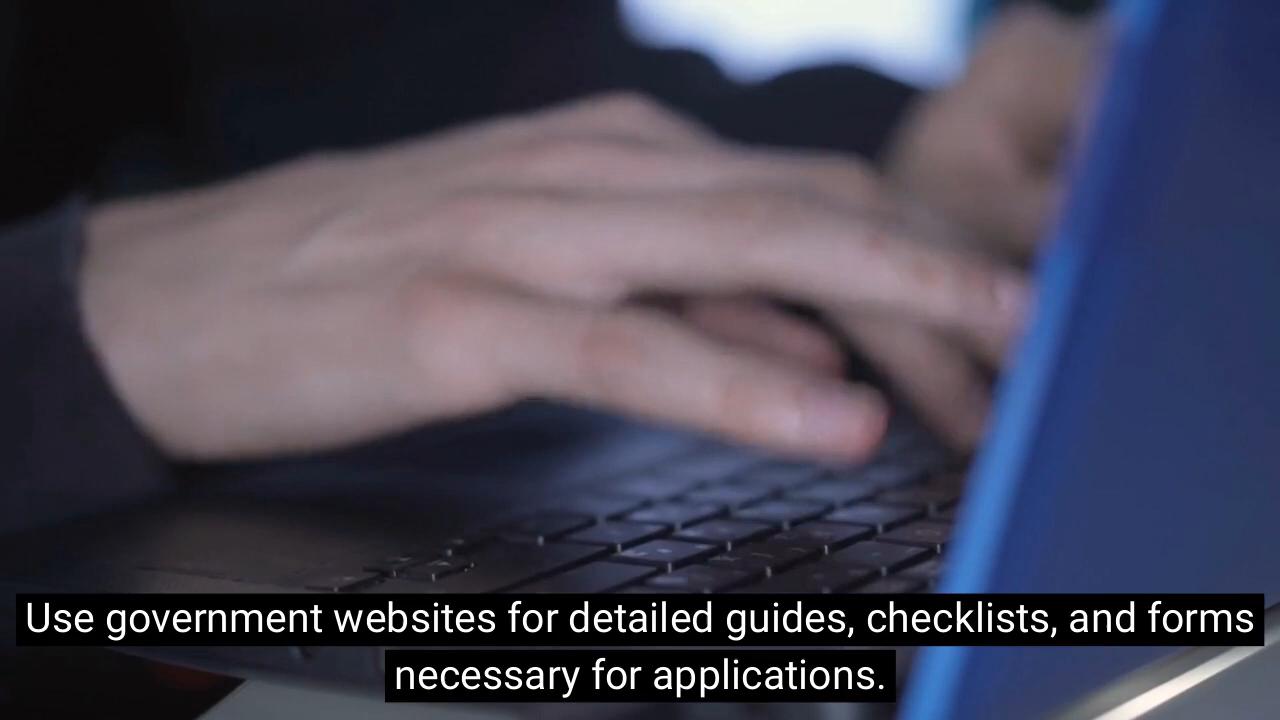 Use government websites for detailed guides, checklists, and forms
necessary for applications.